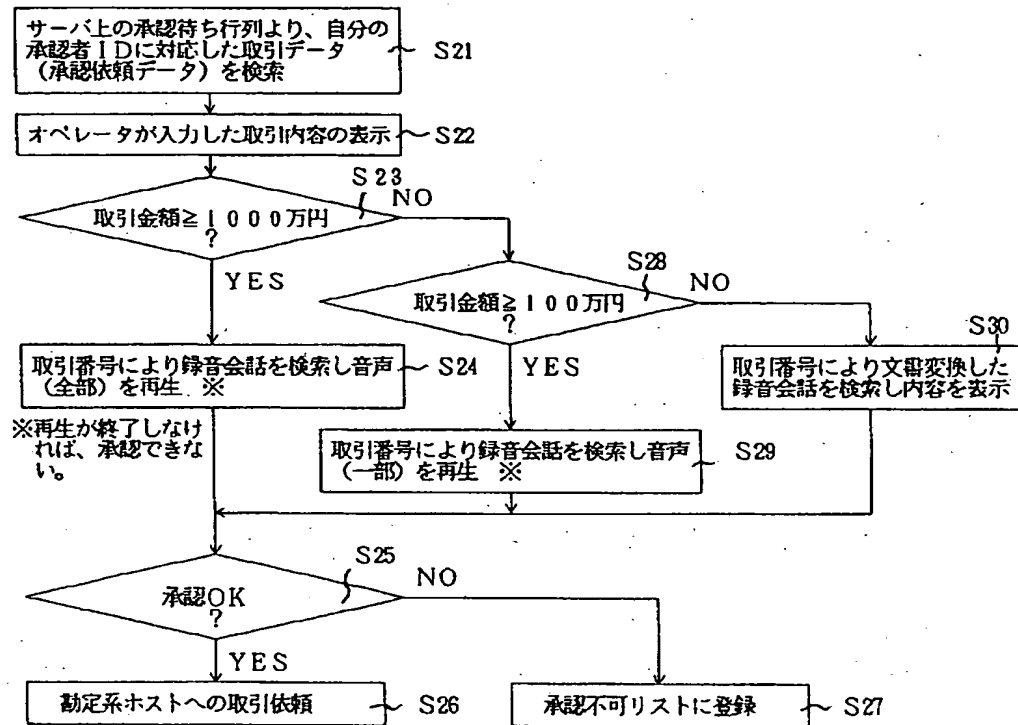 サーバ上の承認待ち行列より、自分の
承認者IDに対応した取引データ
(承認依頼データ)を検索
S21
オペレータが入力した取引内容の表示
S22
S23
取引金額≧1000万円
?
NO
YES
S28
取引金額≧100万円
?
NO
YES
S30
取引番号により文書変換した
録音会話を検索し内容を表示
取引番号により録音会話を検索し音声
(全部)を再生 ※
S24
※再生が終了しなけ
れば、承認できな
い。
取引番号により録音会話を検索し音声
(一部)を再生 ※
S29
S25
承認OK
?
NO
YES
勘定系ホストへの取引依頼
S26
承認不可リストに登録
S27